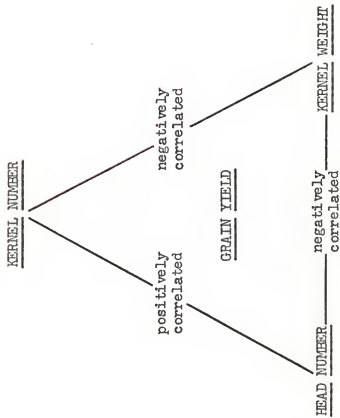 KERNEL NUMBER
positively
correlated
negatively
correlated
GRAIN YIELD
HEAD NUMBER
negatively
correlated
KERNEL WEIGHT